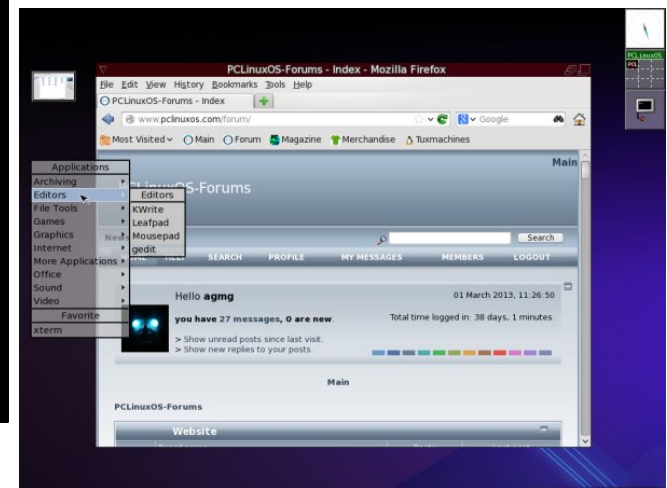 PCLinuxOS
PCL
PCLinuxOS-Forums - Index - Mozilla Firefox
File Edit View History Bookmarks Tools Help
PCLinuxOS-Forums - Index
www.pclinuxos.com/forum/
Google
Most Visited Main Forum Magazine Merchandise Tuxmachines
Main
PCLinuxOS-Forums
Applications
Archiving
Editors
File Tools
Games
Graphics
Internet
More Applications
Office
Sound
Video
Favorite
xterm
Editors
KWrite
Leafpad
Mousepad
gedit
News
Search
HOME HELP SEARCH PROFILE MY MESSAGES MEMBERS LOGOUT
Hello agmg
01 March 2013, 11:26:50
you have 27 messages, 0 are new.
Total time logged in: 38 days, 1 minutes.
> Show unread posts since last visit.
> Show new replies to your posts.
Main
PCLinuxOS-Forums
Website